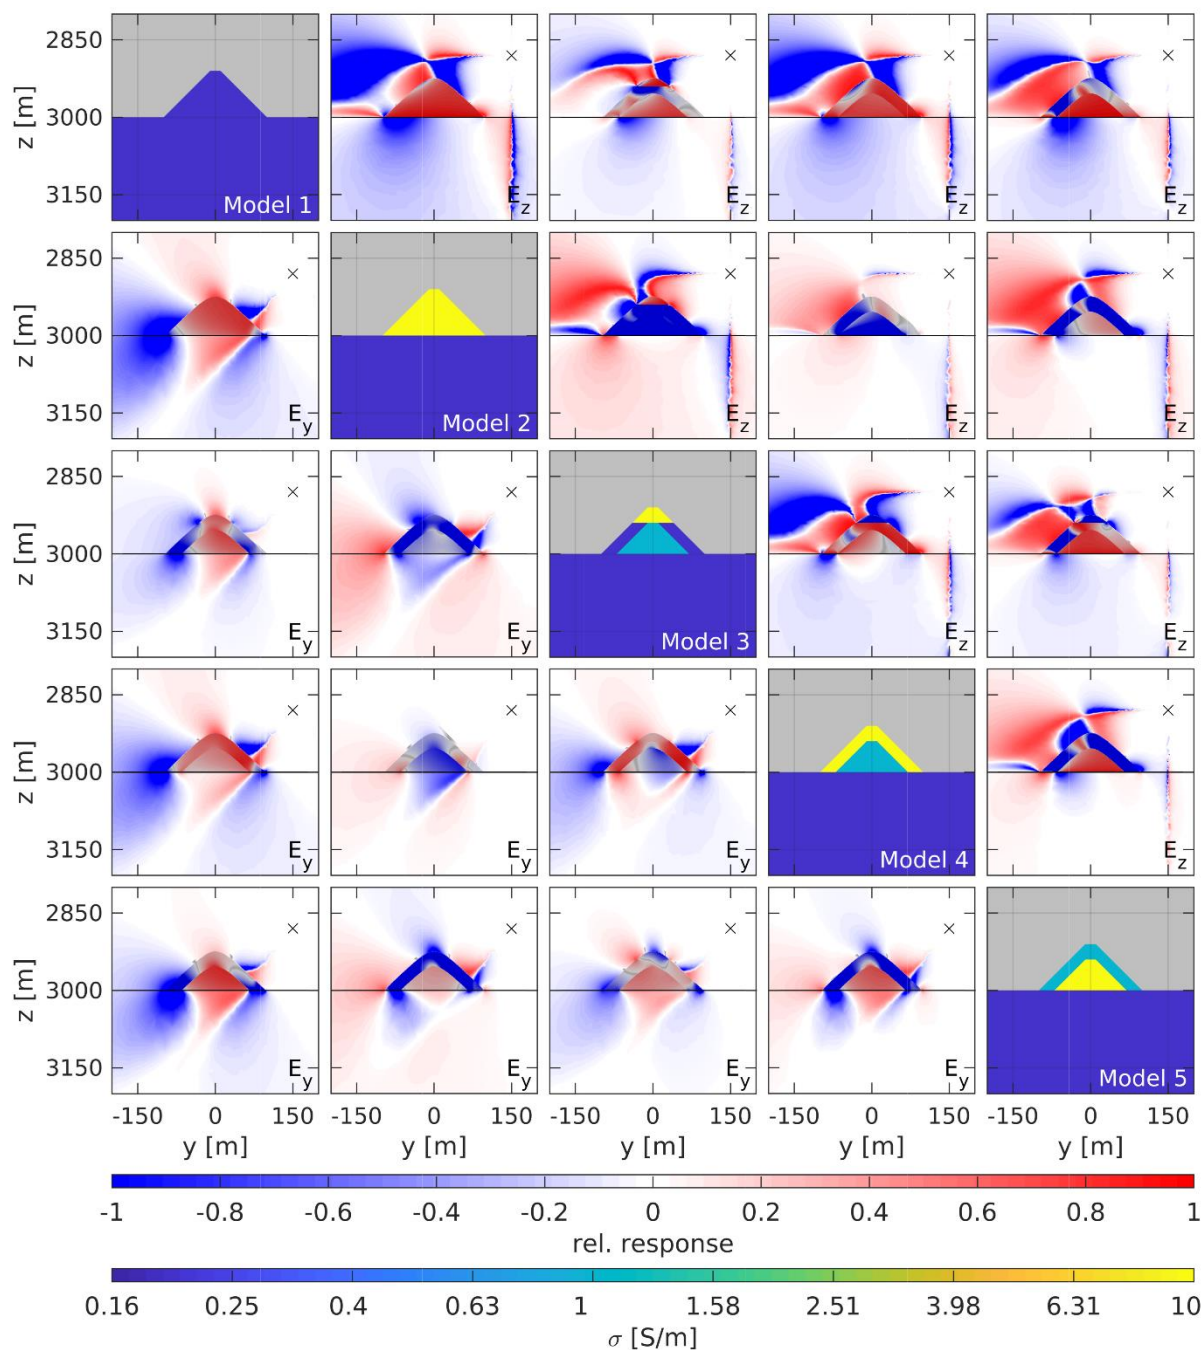 2850
3000
3150
z [m]
Model 1
E_z
E_z
E_z
E_z
2850
3000
3150
z [m]
E_y
Model 2
E_z
E_z
E_z
2850
3000
3150
z [m]
E_y
E_y
Model 3
E_z
E_z
2850
3000
3150
z [m]
E_y
E_y
E_y
Model 4
E_z
2850
3000
3150
z [m]
E_y
E_y
E_y
E_y
Model 5
-150 0 150 -150 0 150 -150 0 150 -150 0 150 -150 0 150
y [m] y [m] y [m] y [m] y [m]
-1 -0.8 -0.6 -0.4 -0.2 0 0.2 0.4 0.6 0.8 1
rel. response
0.16 0.25 0.4 0.63 1 1.58 2.51 3.98 6.31 10
σ [S/m]